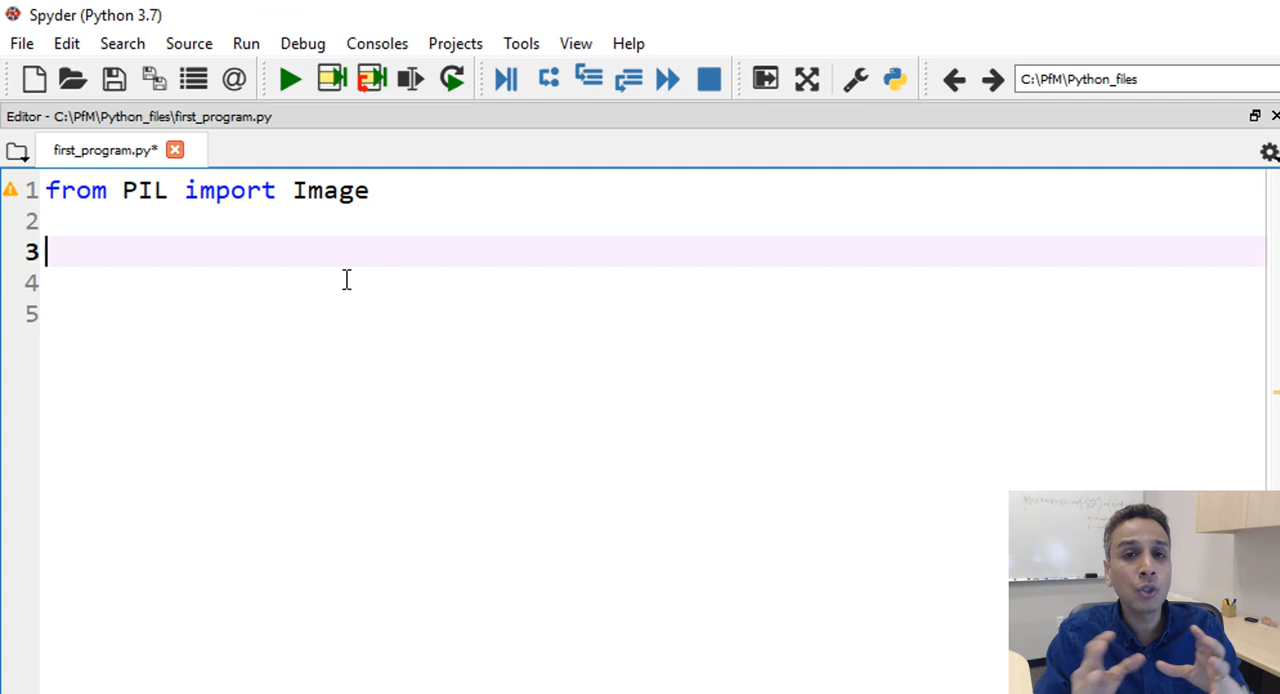 Spyder (Python 3.7)
File Edit Search Source Run Debug Consoles Projects Tools View Help
C:\PfM\Python_files
Editor - C:\PfM\Python_files\first_program.py
first_program.py*
1 from PIL import Image
2
3
4
5